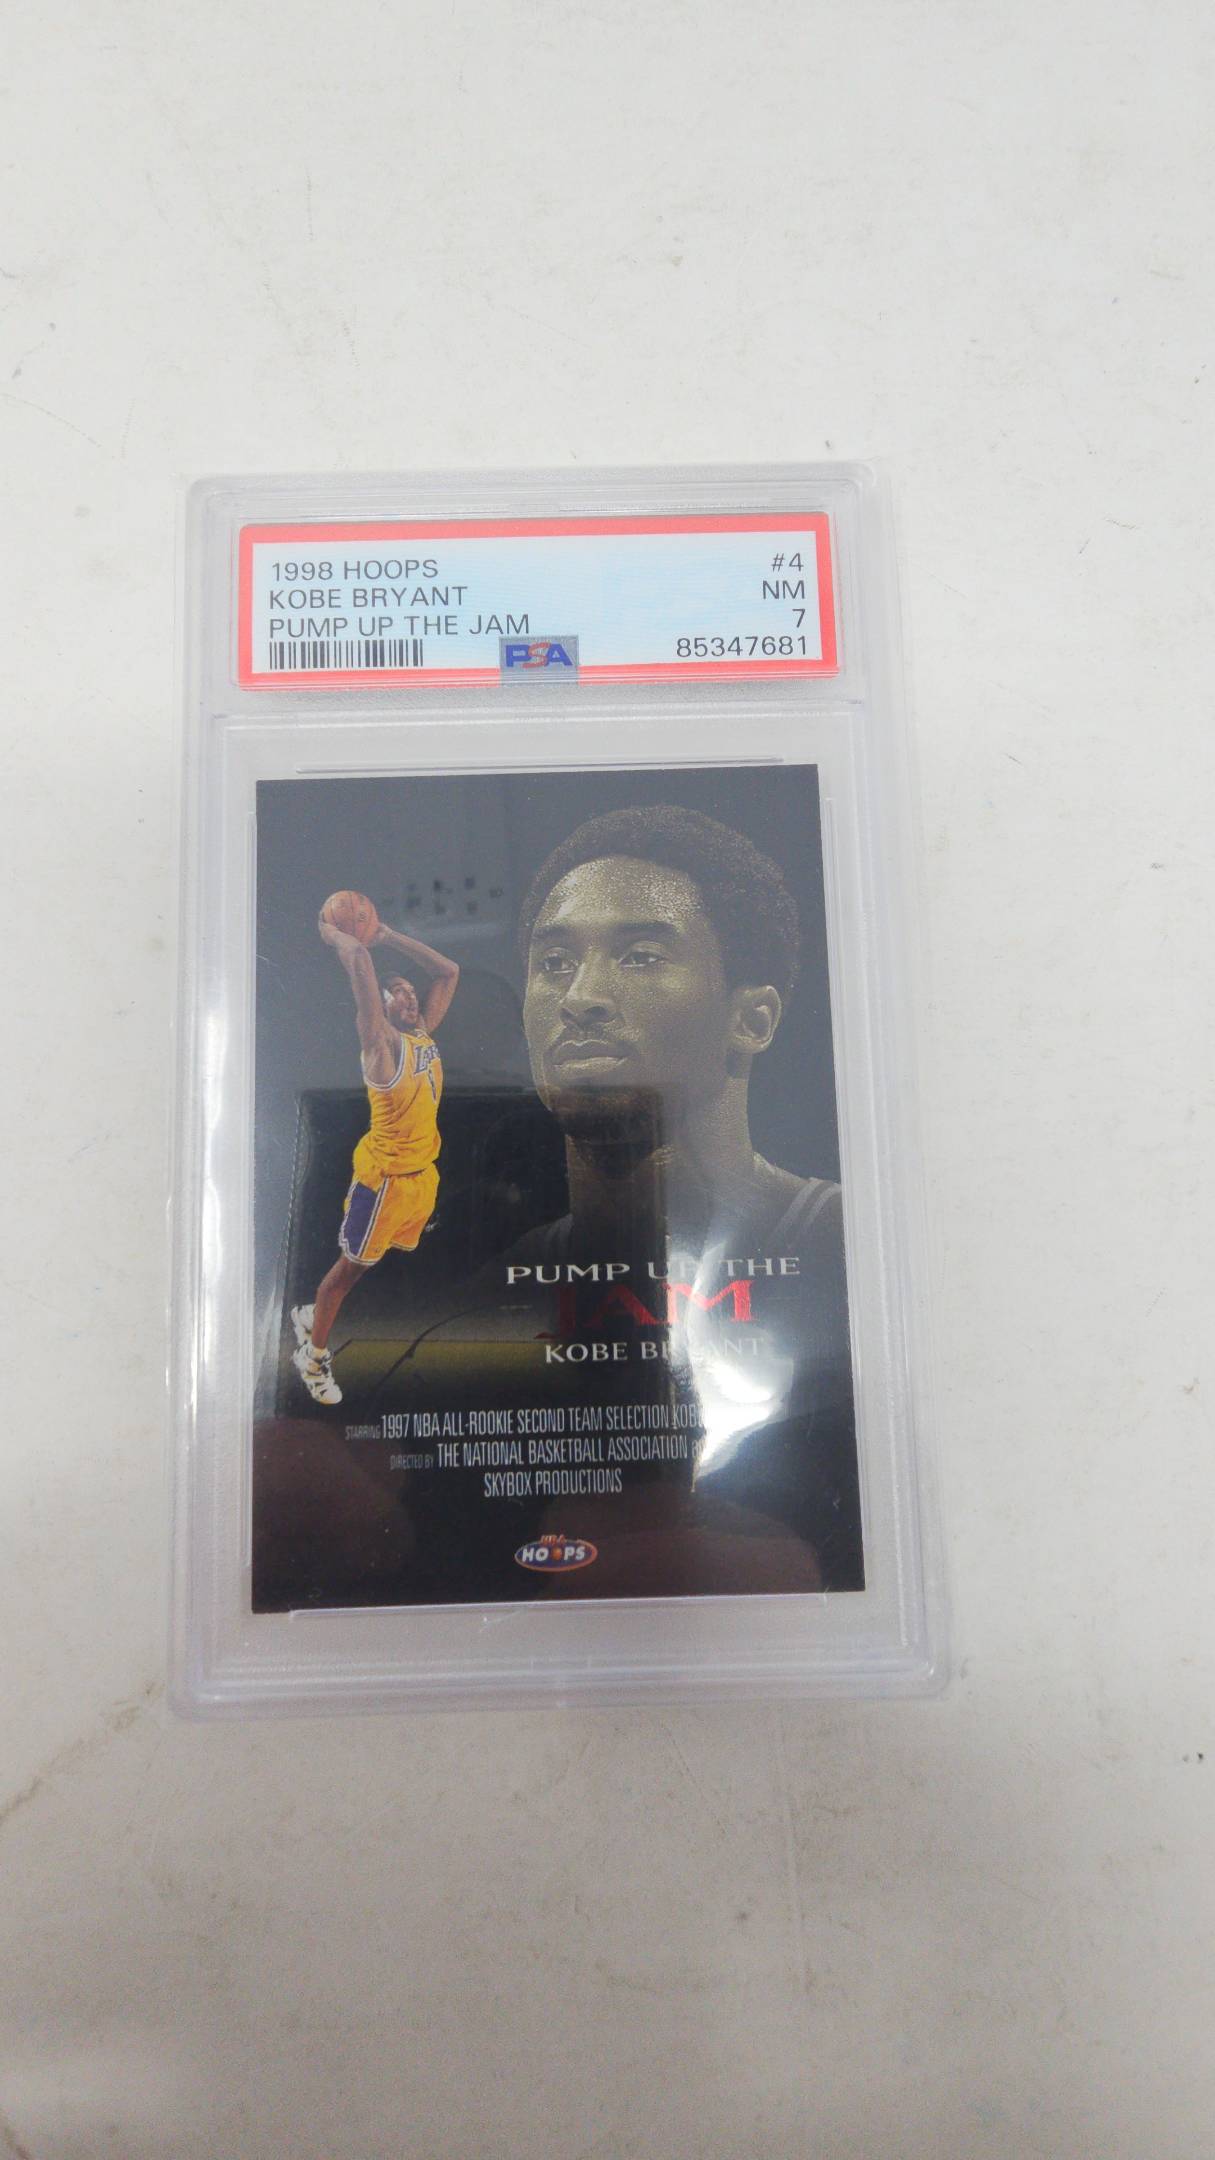 1998 HOOPS #4
KOBE BRYANT NM
PUMP UP THE JAM 7
PSA 85347681
PUMP UP THE
JAM
KOBE BRYANT
STARRING 1997 NBA ALL-ROOKIE SECOND TEAM SELECTION
DIRECTED BY THE NATIONAL BASKETBALL ASSOCIATION
SKYBOX PRODUCTIONS
NBA
HOOPS